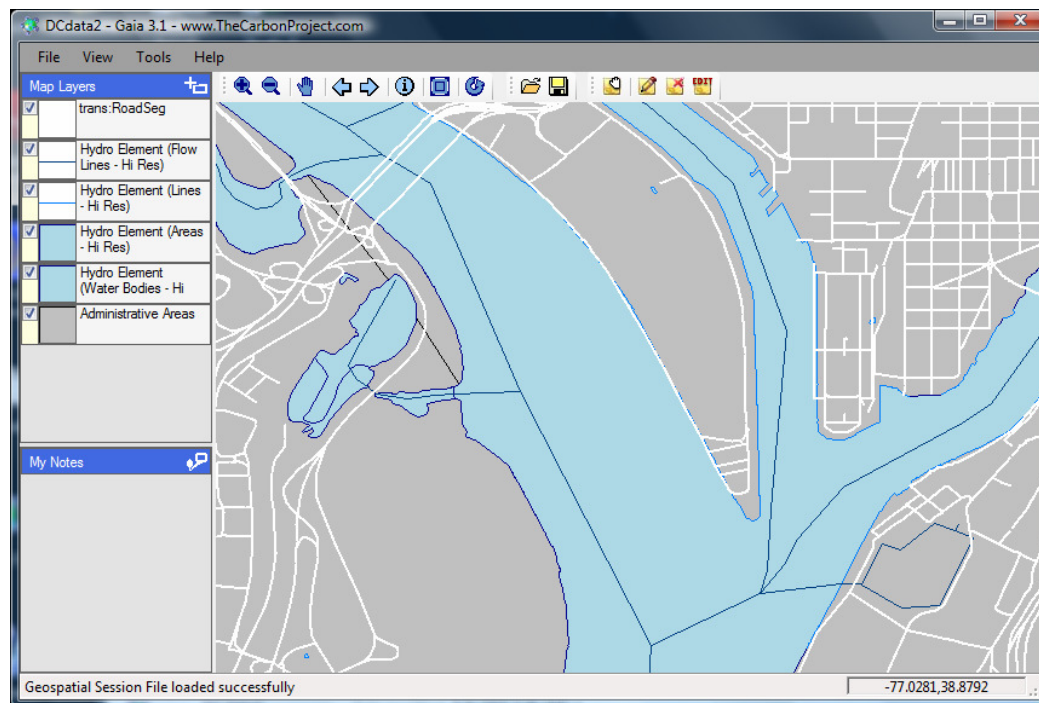 DCdata2 - Gaia 3.1 - www.TheCarbonProject.com
File View Tools Help
Map Layers
trans:RoadSeg
Hydro Element (Flow
Lines - Hi Res)
Hydro Element (Lines
- Hi Res)
Hydro Element (Areas
- Hi Res)
Hydro Element
(Water Bodies - Hi
Administrative Areas
My Notes
EDIT
Geospatial Session File loaded successfully
-77.0281,38.8792